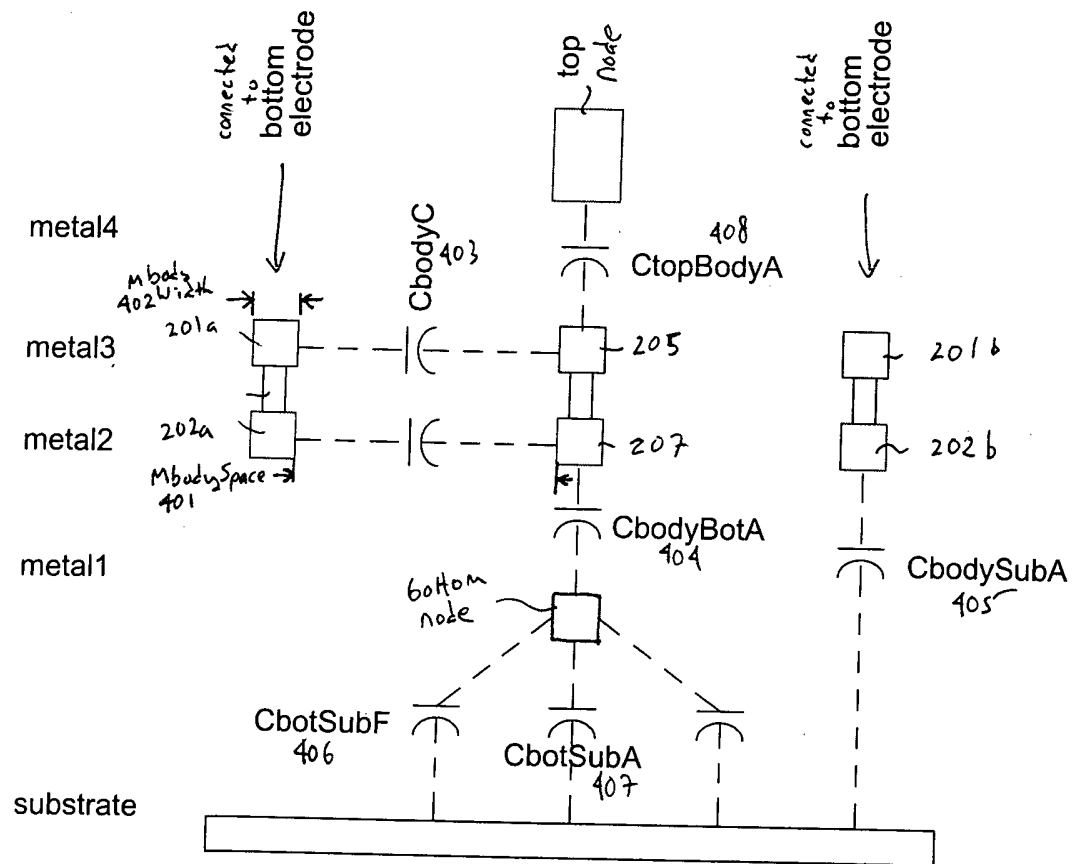 connected
to
bottom
electrode
top
node
connected
to
bottom
electrode
metal4
CbodyC
403
408
CtopBodyA
Mbody
402 Width
201a
metal3
205
201b
metal2
202a
207
202b
MbodySpace
401
CbodyBotA
404
metal1
CbodySubA
405
bottom
node
CbotSubF
406
CbotSubA
407
substrate